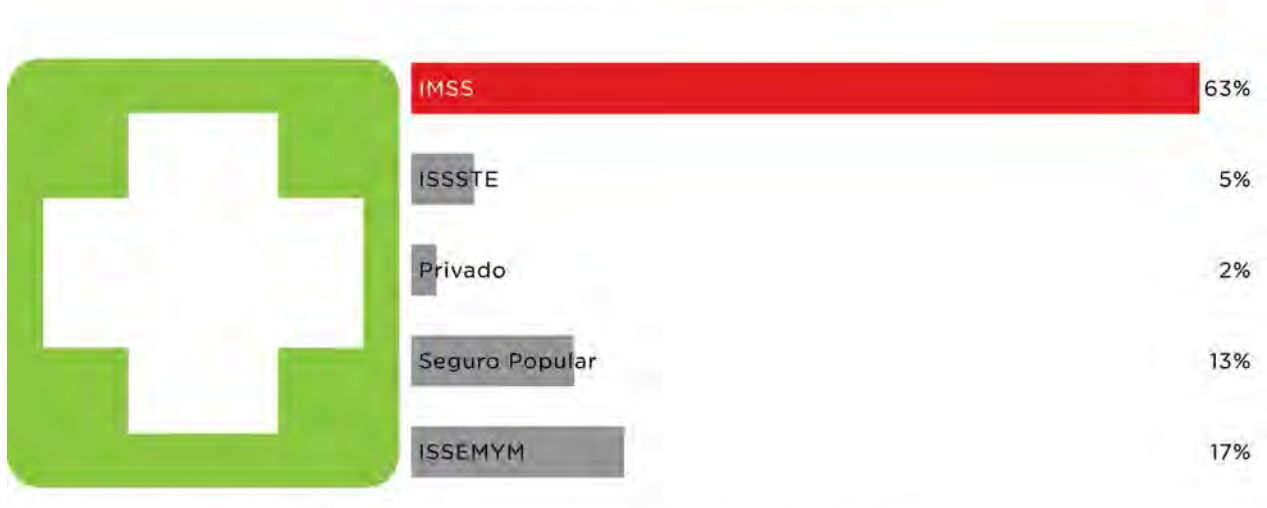 IMSS 63%
ISSSTE 5%
Privado 2%
Seguro Popular 13%
ISSEMYM 17%